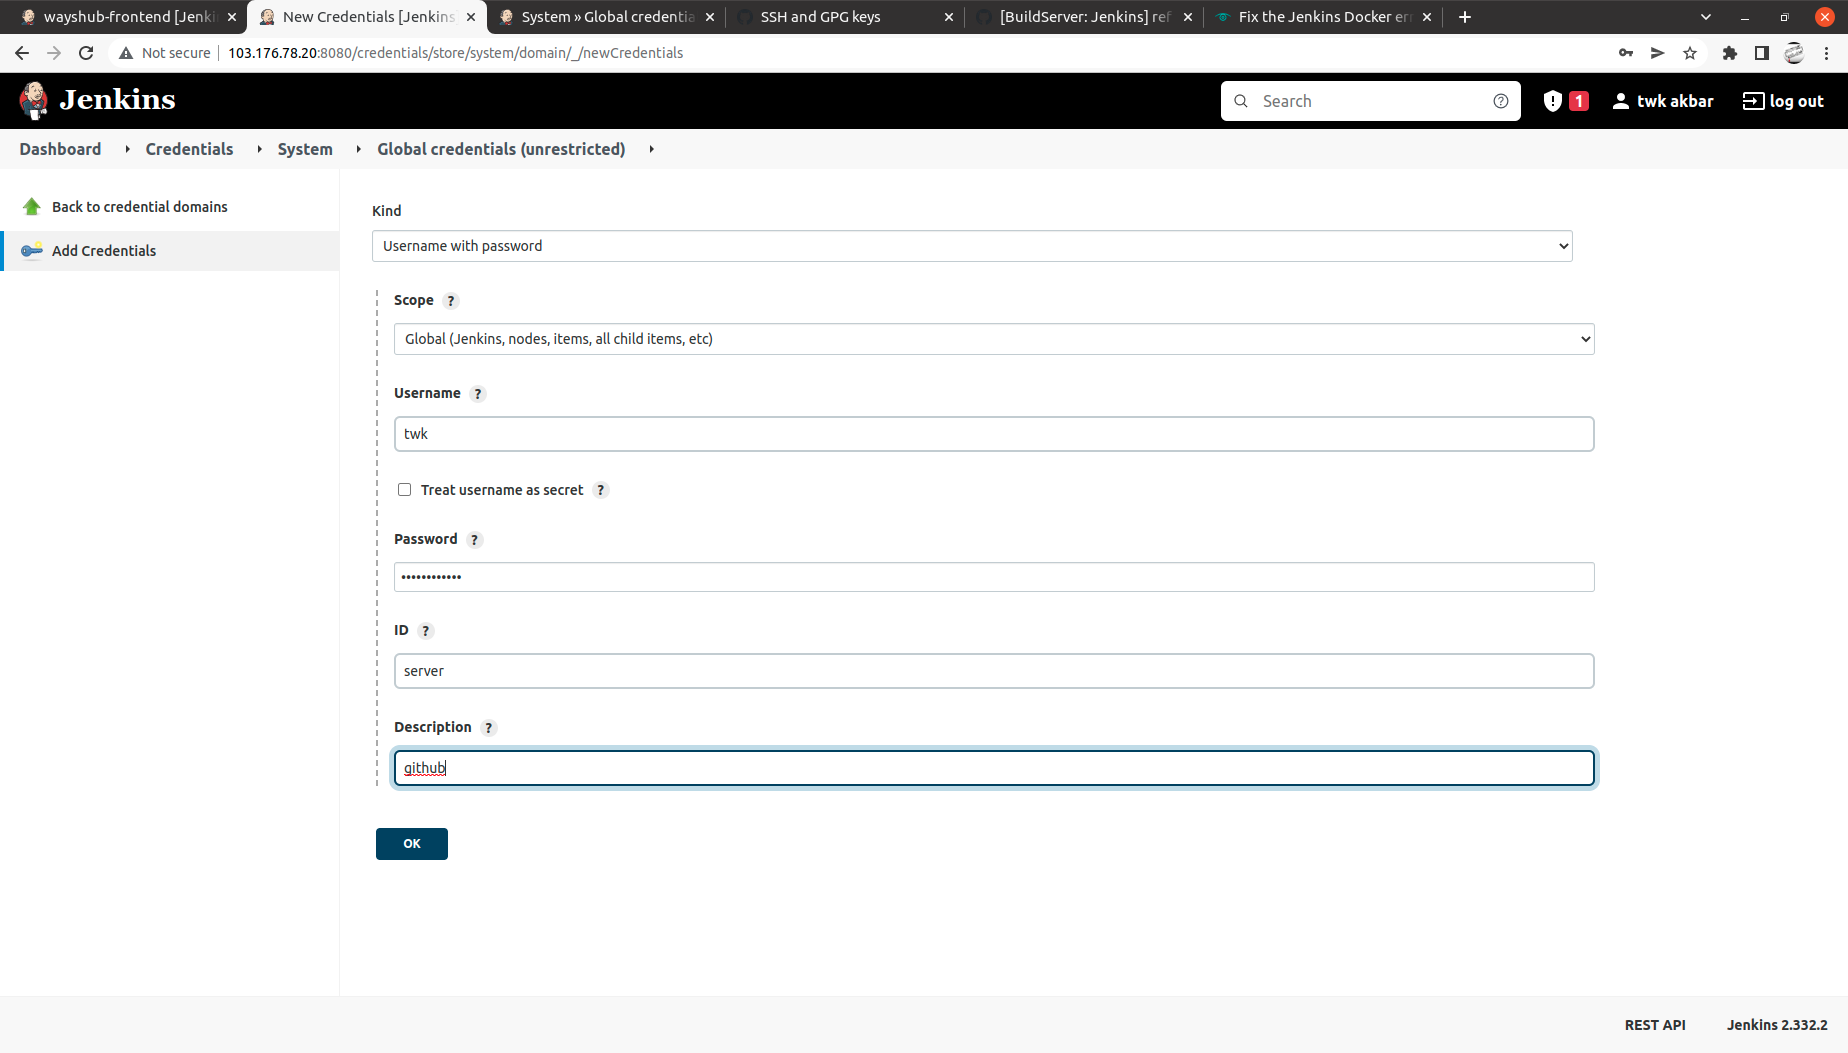 wayshub-frontend [Jenki
New Credentials [Jenkins
System » Global credentia
SSH and GPG keys
[BuildServer: Jenkins] ref
Fix the Jenkins Docker err
Not secure
103.176.78.20:8080/credentials/store/system/domain/_/newCredentials
Jenkins
Search
1
twk akbar
log out
Dashboard
Credentials
System
Global credentials (unrestricted)
Back to credential domains
Add Credentials
Kind
Username with password
Scope ?
Global (Jenkins, nodes, items, all child items, etc)
Username ?
twk
Treat username as secret ?
Password ?
••••••••••••
ID ?
server
Description ?
github
OK
REST API
Jenkins 2.332.2